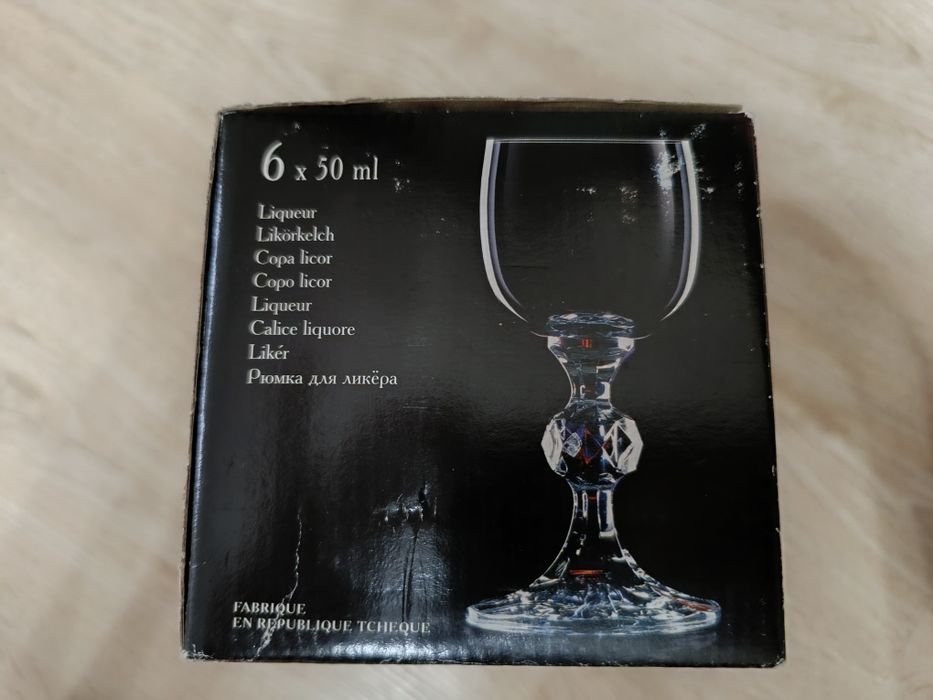 6 x 50 ml
Liqueur
Likörkelch
Copa licor
Copo licor
Liqueur
Calice liquore
Likér
Рюмка для ликёра
FABRIQUE
EN REPUBLIQUE TCHEQUE